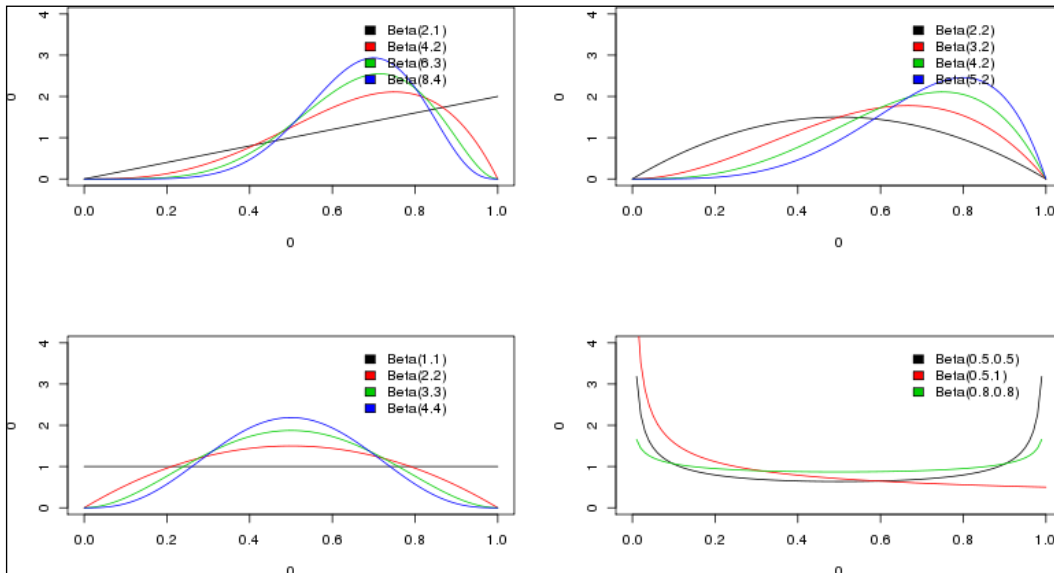 Beta(2.1)
Beta(4.2)
Beta(6.3)
Beta(8.4)
0 1 2 3 4
0
0.0 0.2 0.4 0.6 0.8 1.0
0
Beta(2.2)
Beta(3.2)
Beta(4.2)
Beta(5.2)
0 1 2 3 4
0
0.0 0.2 0.4 0.6 0.8 1.0
0
Beta(1.1)
Beta(2.2)
Beta(3.3)
Beta(4.4)
0 1 2 3 4
0
0.0 0.2 0.4 0.6 0.8 1.0
0
Beta(0.5.0.5)
Beta(0.5.1)
Beta(0.8.0.8)
0 1 2 3 4
0
0.0 0.2 0.4 0.6 0.8 1.0
0